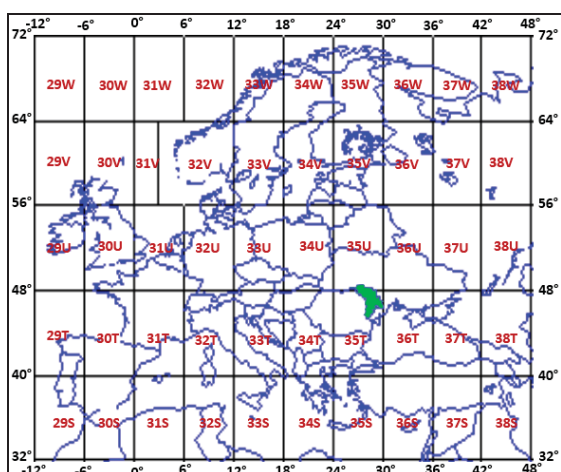 -12° -6° 0° 6° 12° 18° 24° 30° 36° 42° 48°
72° 72°
29W 30W 31W 32W 33W 34W 35W 36W 37W 38W
64° 64°
29V 30V 31V 32V 33V 34V 35V 36V 37V 38V
56° 56°
29U 30U 31U 32U 33U 34U 35U 36U 37U 38U
48° 48°
29T 30T 31T 32T 33T 34T 35T 36T 37T 38T
40° 40°
29S 30S 31S 32S 33S 34S 35S 36S 37S 38S
32° 32°
-12° -6° 0° 6° 12° 18° 24° 30° 36° 42° 48°